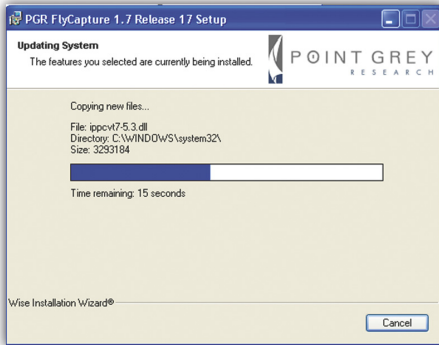 PGR FlyCapture 1.7 Release 17 Setup
Updating System
The features you selected are currently being installed.
POINT GREY
RESEARCH
Copying new files...
File: ippcvt7-5.3.dll
Directory: C:\WINDOWS\system32\
Size: 3293184
Time remaining: 15 seconds
Wise Installation Wizard®
Cancel